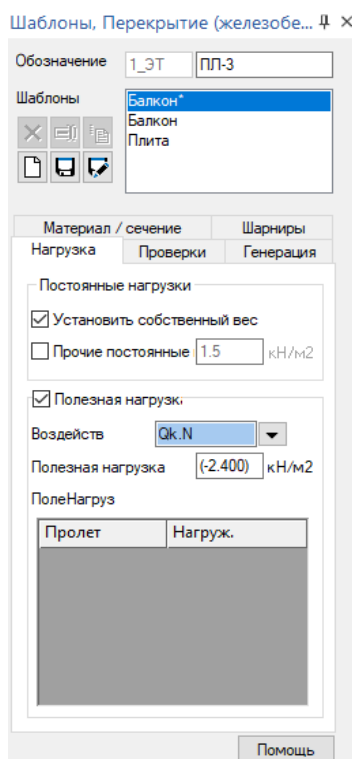 Шаблоны, Перекрытие (железобе...
Обозначение 1_ЭТ ПЛ-3
Шаблоны
Балкон*
Балкон
Плита
Материал / сечение Шарниры
Нагрузка Проверки Генерация
Постоянные нагрузки
Установить собственный вес
Прочие постоянные 1.5 кН/м2
Полезная нагрузк
Воздейств Qk.N
Полезная нагрузка (-2.400) кН/м2
ПолеНагруз
Пролет Нагруж.
Помощь